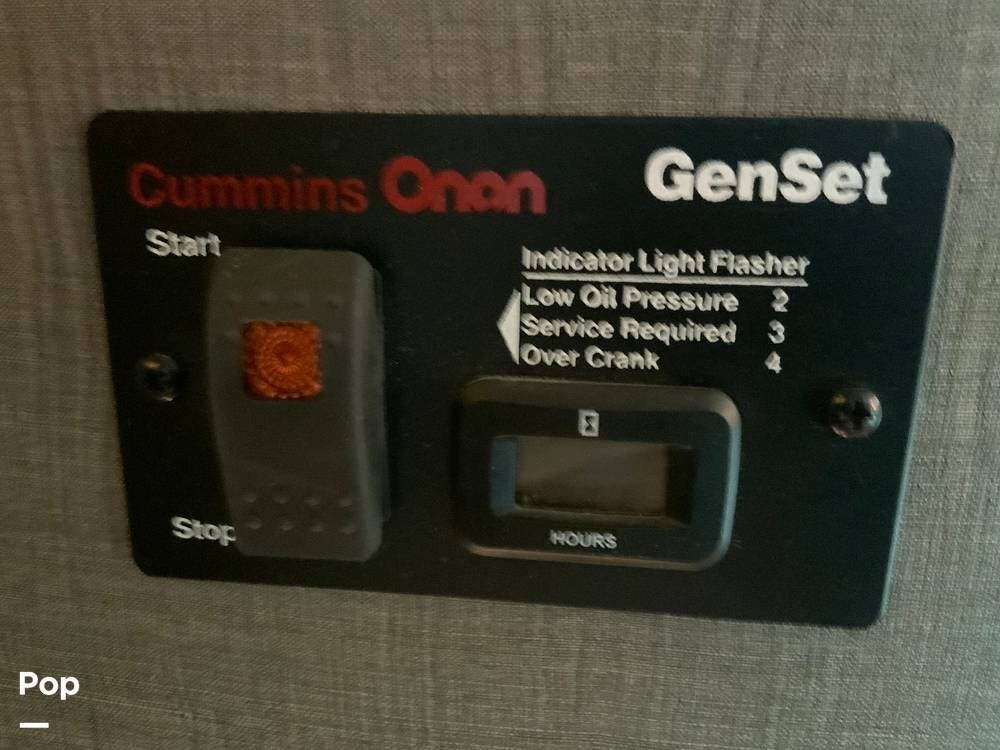 Cummins Onan GenSet
Start
Indicator Light Flasher
Low Oil Pressure 2
Service Required 3
Over Crank 4
Stop
HOURS
Pop